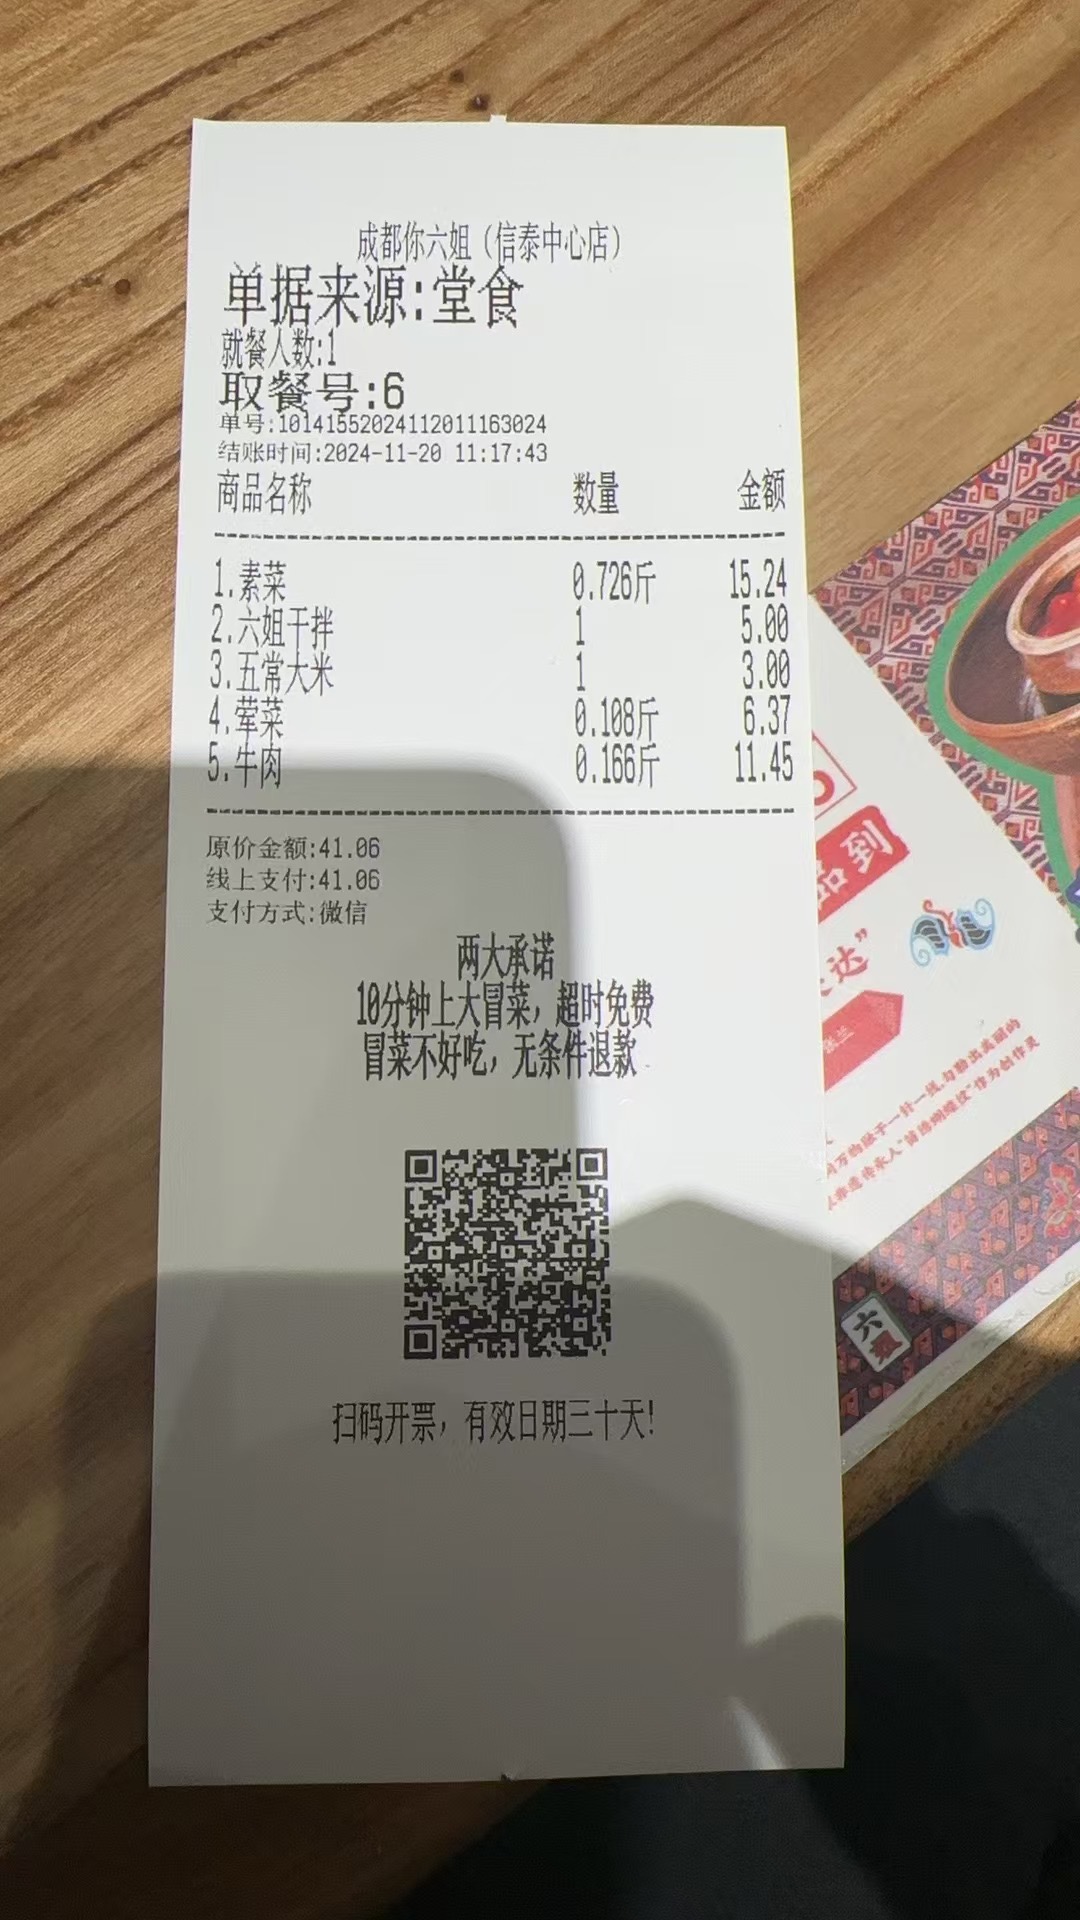 成都你六姐（信泰中心店）
单据来源:堂食
就餐人数:1
取餐号:6
单号:10141552024112011163024
结账时间:2024-11-20 11:17:43
商品名称 数量 金额
1.素菜 0.726斤 15.24
2.六姐干拌 1 5.00
3.五常大米 1 3.00
4.荤菜 0.108斤 6.37
5.牛肉 0.166斤 11.45
原价金额:41.06
线上支付:41.06
支付方式:微信
两大承诺
10分钟上大冒菜，超时免费
冒菜不好吃，无条件退款
扫码开票，有效日期三十天!
到
达”
六